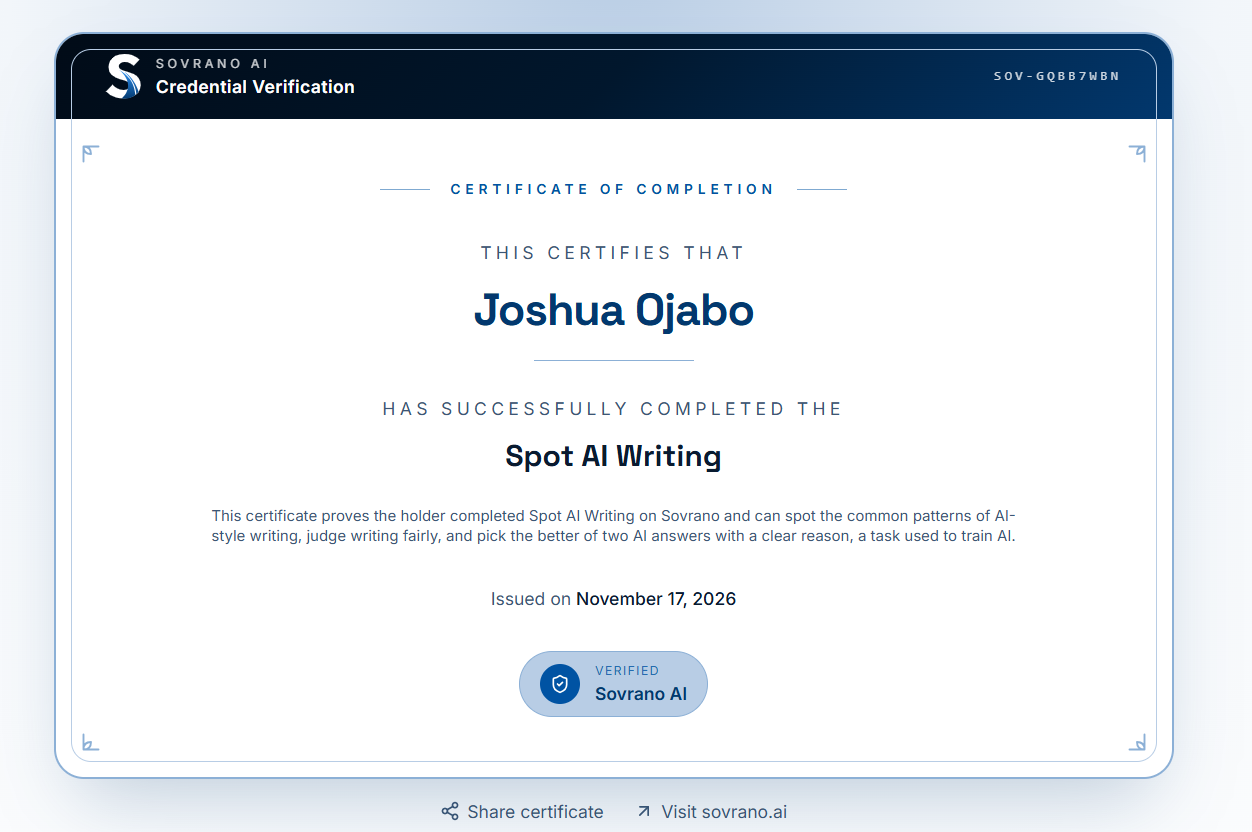 SOVRANO AI
Credential Verification
SOV-GQBB7WBN
CERTIFICATE OF COMPLETION
THIS CERTIFIES THAT
Joshua Ojabo
HAS SUCCESSFULLY COMPLETED THE
Spot AI Writing
This certificate proves the holder completed Spot AI Writing on Sovrano and can spot the common patterns of AI-
style writing, judge writing fairly, and pick the better of two AI answers with a clear reason, a task used to train AI.
Issued on November 17, 2026
VERIFIED
Sovrano AI
Share certificate
Visit sovrano.ai